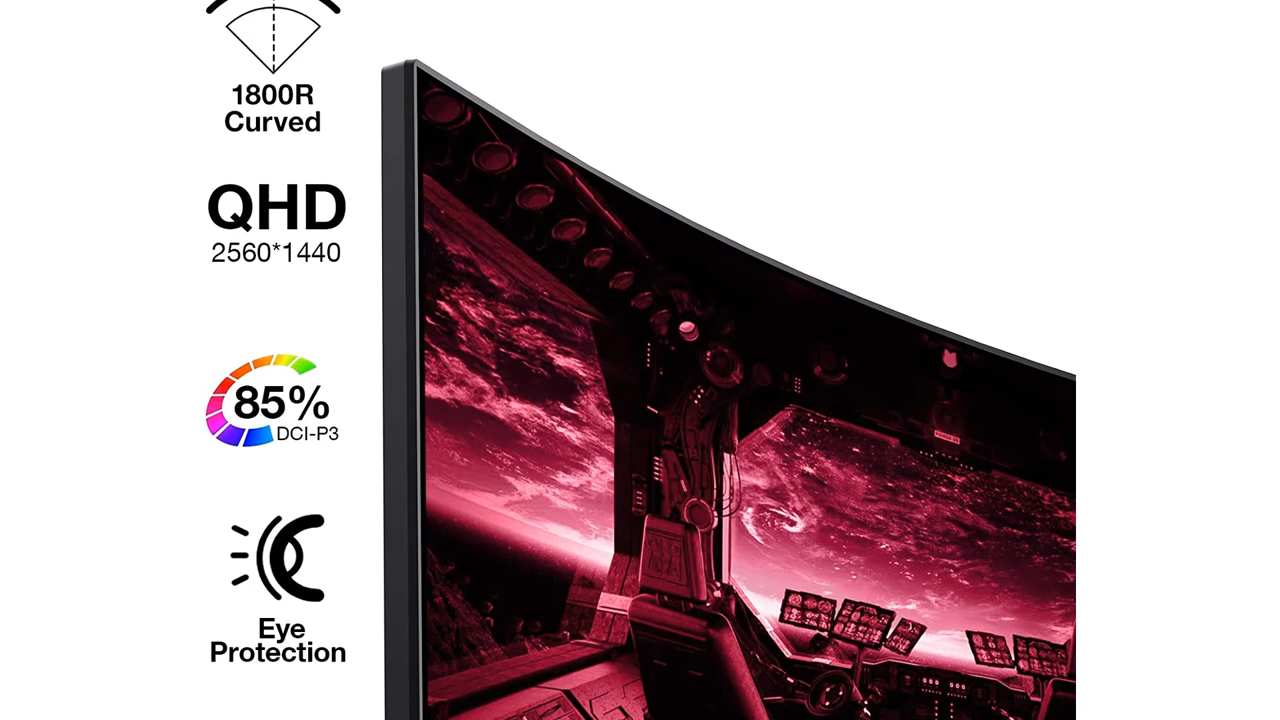 1800R
Curved
QHD
2560*1440
85%
DCI-P3
Eye
Protection